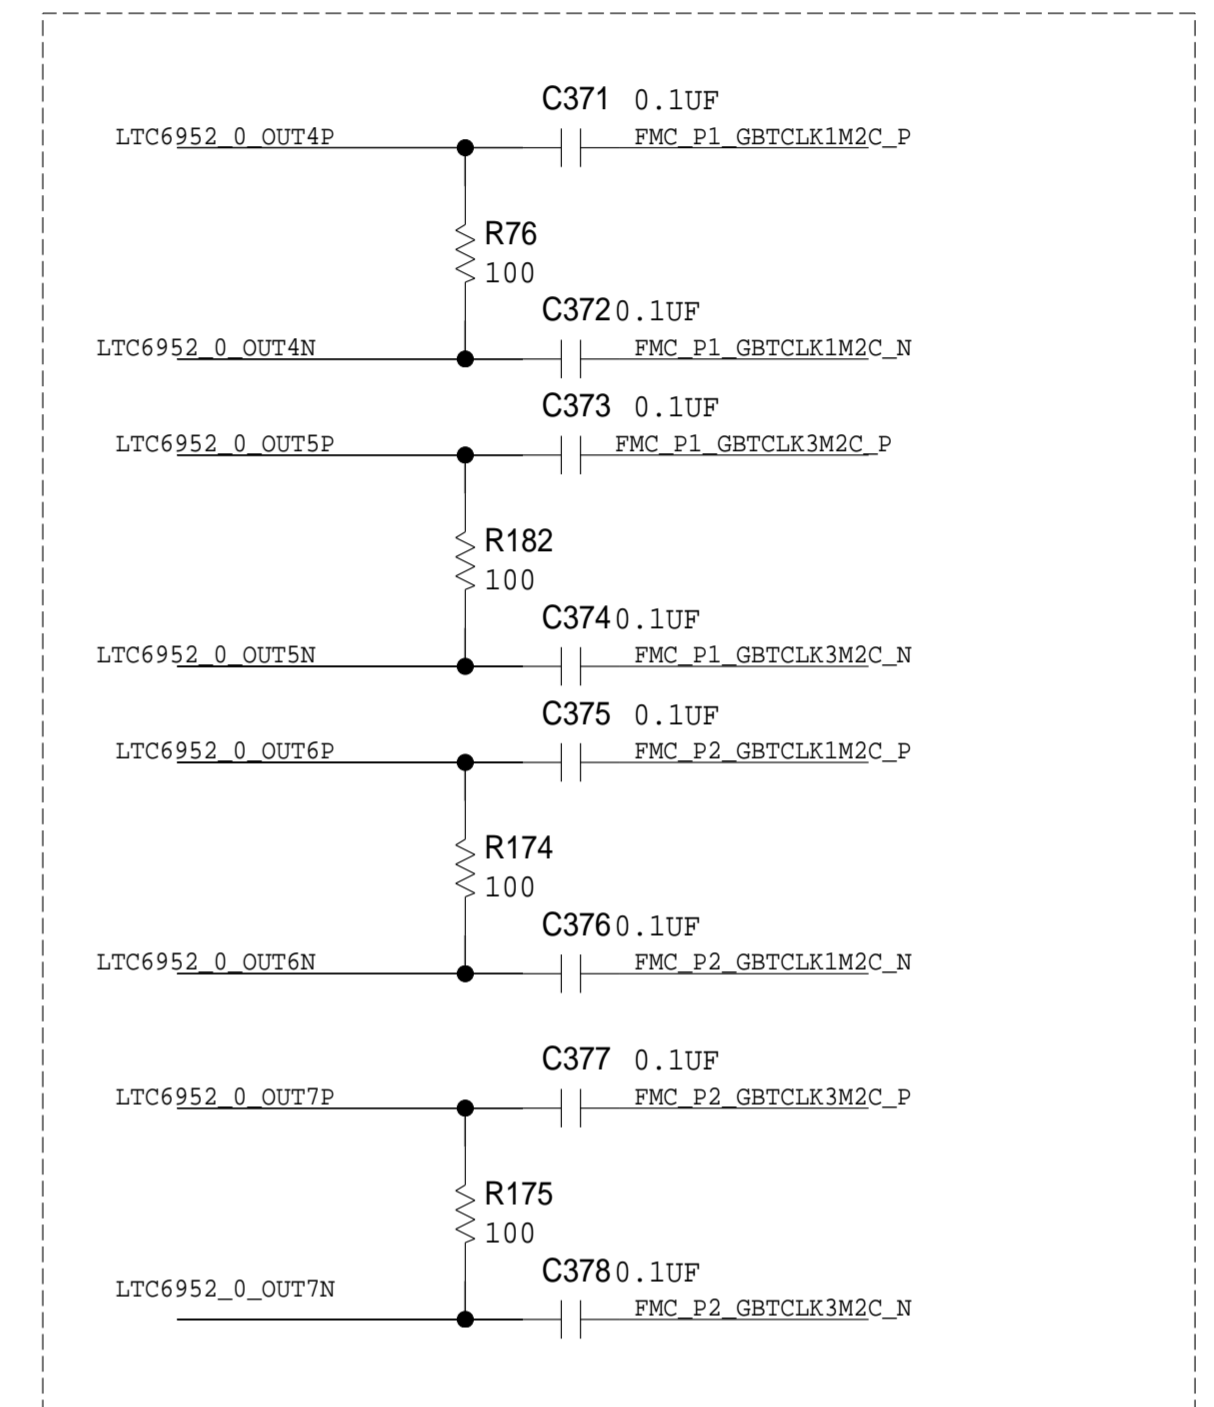 C371 0.1UF
LTC6952_0_OUT4P FMC_P1_GBTCLK1M2C_P
R76
100
C372 0.1UF
LTC6952_0_OUT4N FMC_P1_GBTCLK1M2C_N
C373 0.1UF
LTC6952_0_OUT5P FMC_P1_GBTCLK3M2C_P
R182
100
C374 0.1UF
LTC6952_0_OUT5N FMC_P1_GBTCLK3M2C_N
C375 0.1UF
LTC6952_0_OUT6P FMC_P2_GBTCLK1M2C_P
R174
100
C376 0.1UF
LTC6952_0_OUT6N FMC_P2_GBTCLK1M2C_N
C377 0.1UF
LTC6952_0_OUT7P FMC_P2_GBTCLK3M2C_P
R175
100
C378 0.1UF
LTC6952_0_OUT7N FMC_P2_GBTCLK3M2C_N